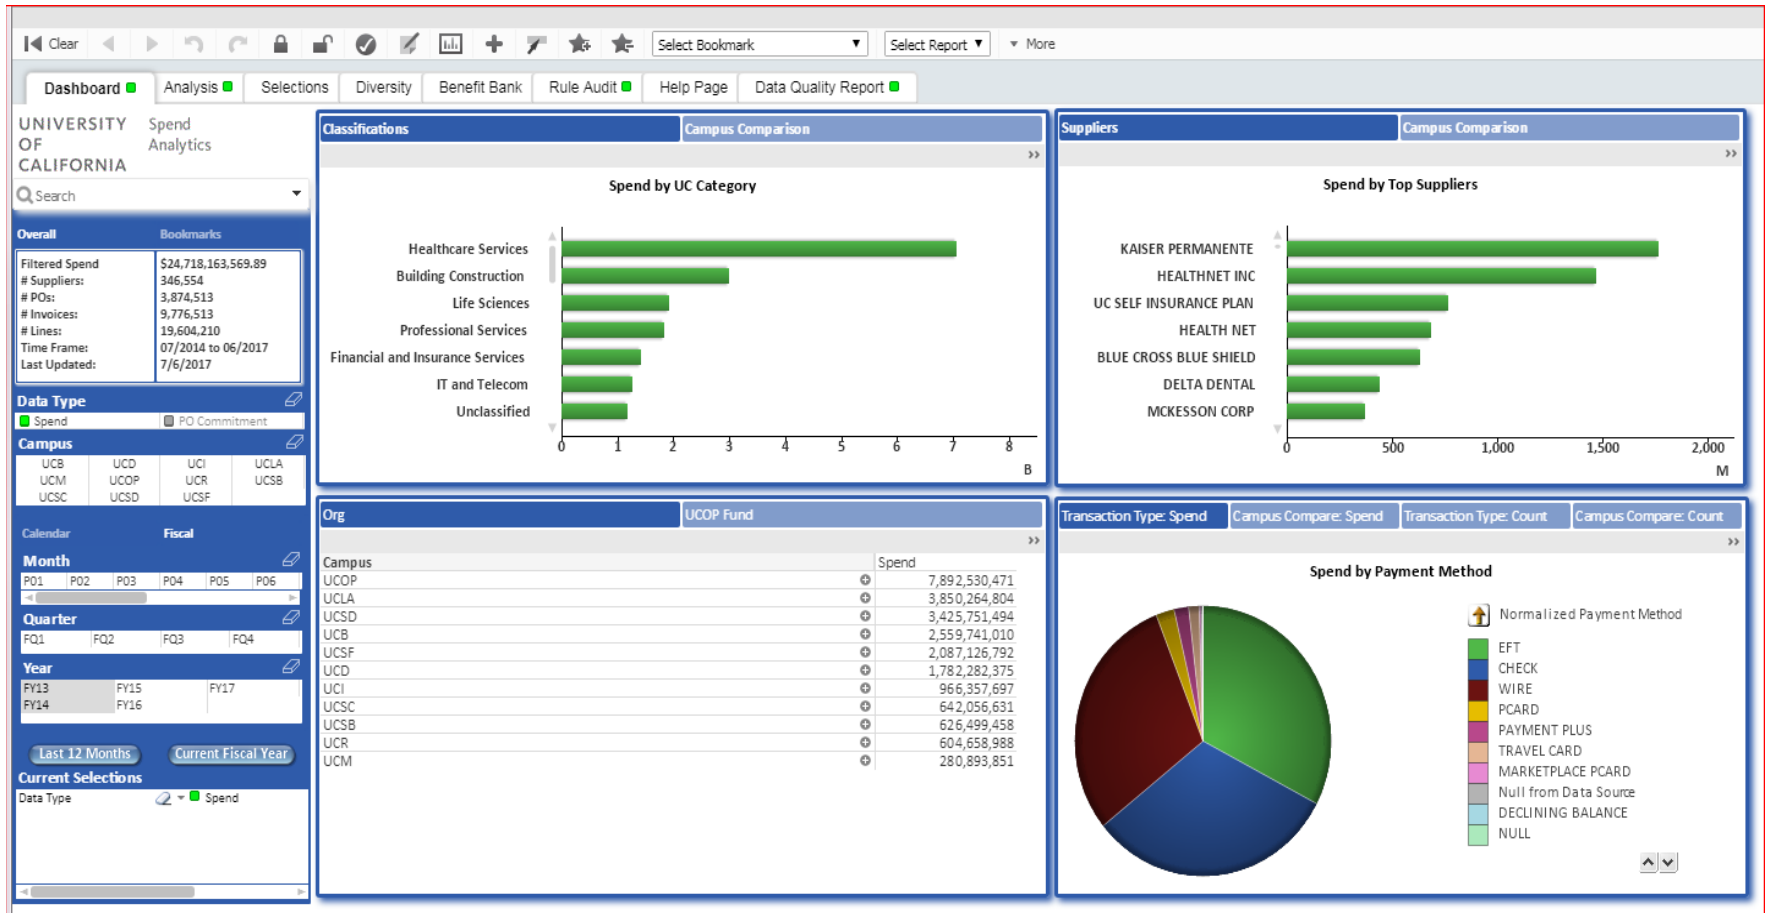 Clear
Select Bookmark
Select Report
More
Dashboard
Analysis
Selections
Diversity
Benefit Bank
Rule Audit
Help Page
Data Quality Report
UNIVERSITY
OF
CALIFORNIA
Spend
Analytics
Search
Overall Bookmarks
Filtered Spend $24,718,163,569.89
# Suppliers: 346,554
# POs: 3,874,513
# Invoices: 9,776,513
# Lines: 19,604,210
Time Frame: 07/2014 to 06/2017
Last Updated: 7/6/2017
Data Type
Spend PO Commitment
Campus
UCB UCD UCI UCLA
UCM UCOP UCR UCSB
UCSC UCSD UCSF
Calendar Fiscal
Month
P01 P02 P03 P04 P05 P06
Quarter
FQ1 FQ2 FQ3 FQ4
Year
FY13 FY15 FY17
FY14 FY16
Last 12 Months Current Fiscal Year
Current Selections
Data Type Spend
Classifications Campus Comparison
Spend by UC Category
Healthcare Services
Building Construction
Life Sciences
Professional Services
Financial and Insurance Services
IT and Telecom
Unclassified
0 1 2 3 4 5 6 7 8
B
Suppliers Campus Comparison
Spend by Top Suppliers
KAISER PERMANENTE
HEALTHNET INC
UC SELF INSURANCE PLAN
HEALTH NET
BLUE CROSS BLUE SHIELD
DELTA DENTAL
MCKESSON CORP
0 500 1,000 1,500 2,000
M
Org UCOP Fund
Campus Spend
UCOP 7,892,530,471
UCLA 3,850,264,804
UCSD 3,425,751,494
UCB 2,559,741,010
UCSF 2,087,126,792
UCD 1,782,282,375
UCI 966,357,697
UCSC 642,056,631
UCSB 626,499,458
UCR 604,658,988
UCM 280,893,851
Transaction Type: Spend Campus Compare: Spend Transaction Type: Count Campus Compare: Count
Spend by Payment Method
Normalized Payment Method
EFT
CHECK
WIRE
PCARD
PAYMENT PLUS
TRAVEL CARD
MARKETPLACE PCARD
Null from Data Source
DECLINING BALANCE
NULL